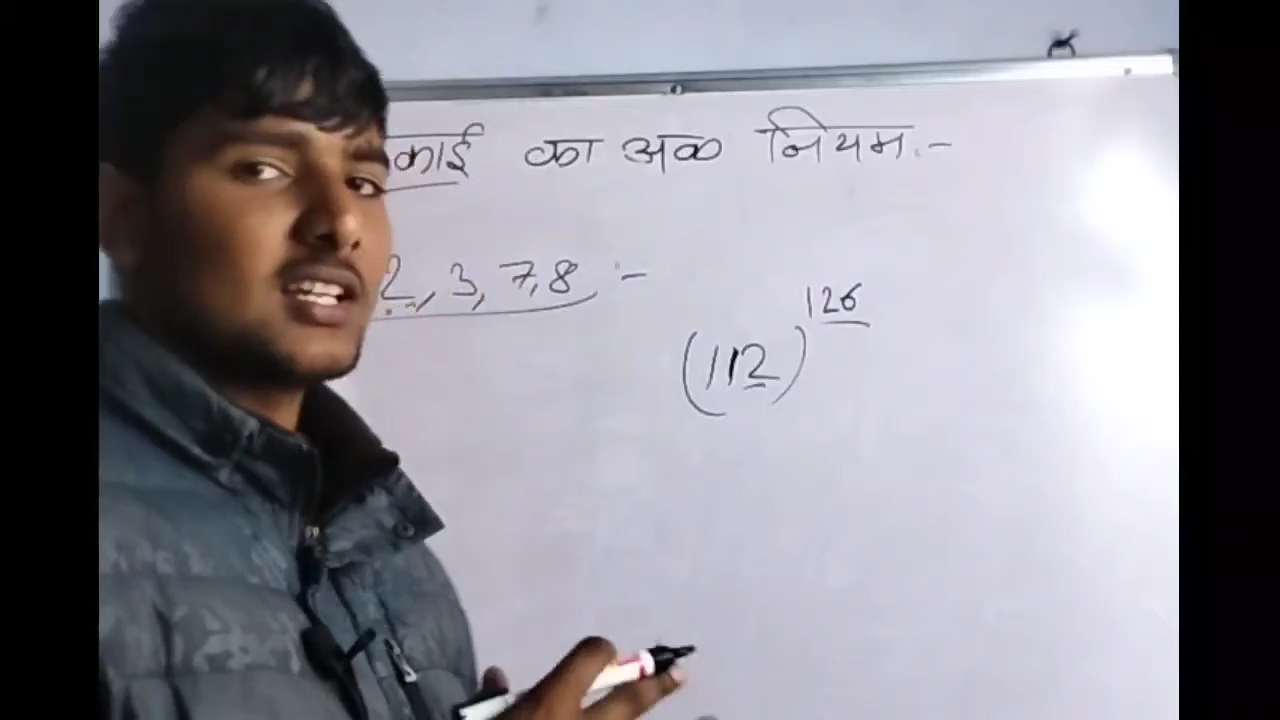 काई का अंक नियम :-
2, 3, 7, 8 :-
(112)^126